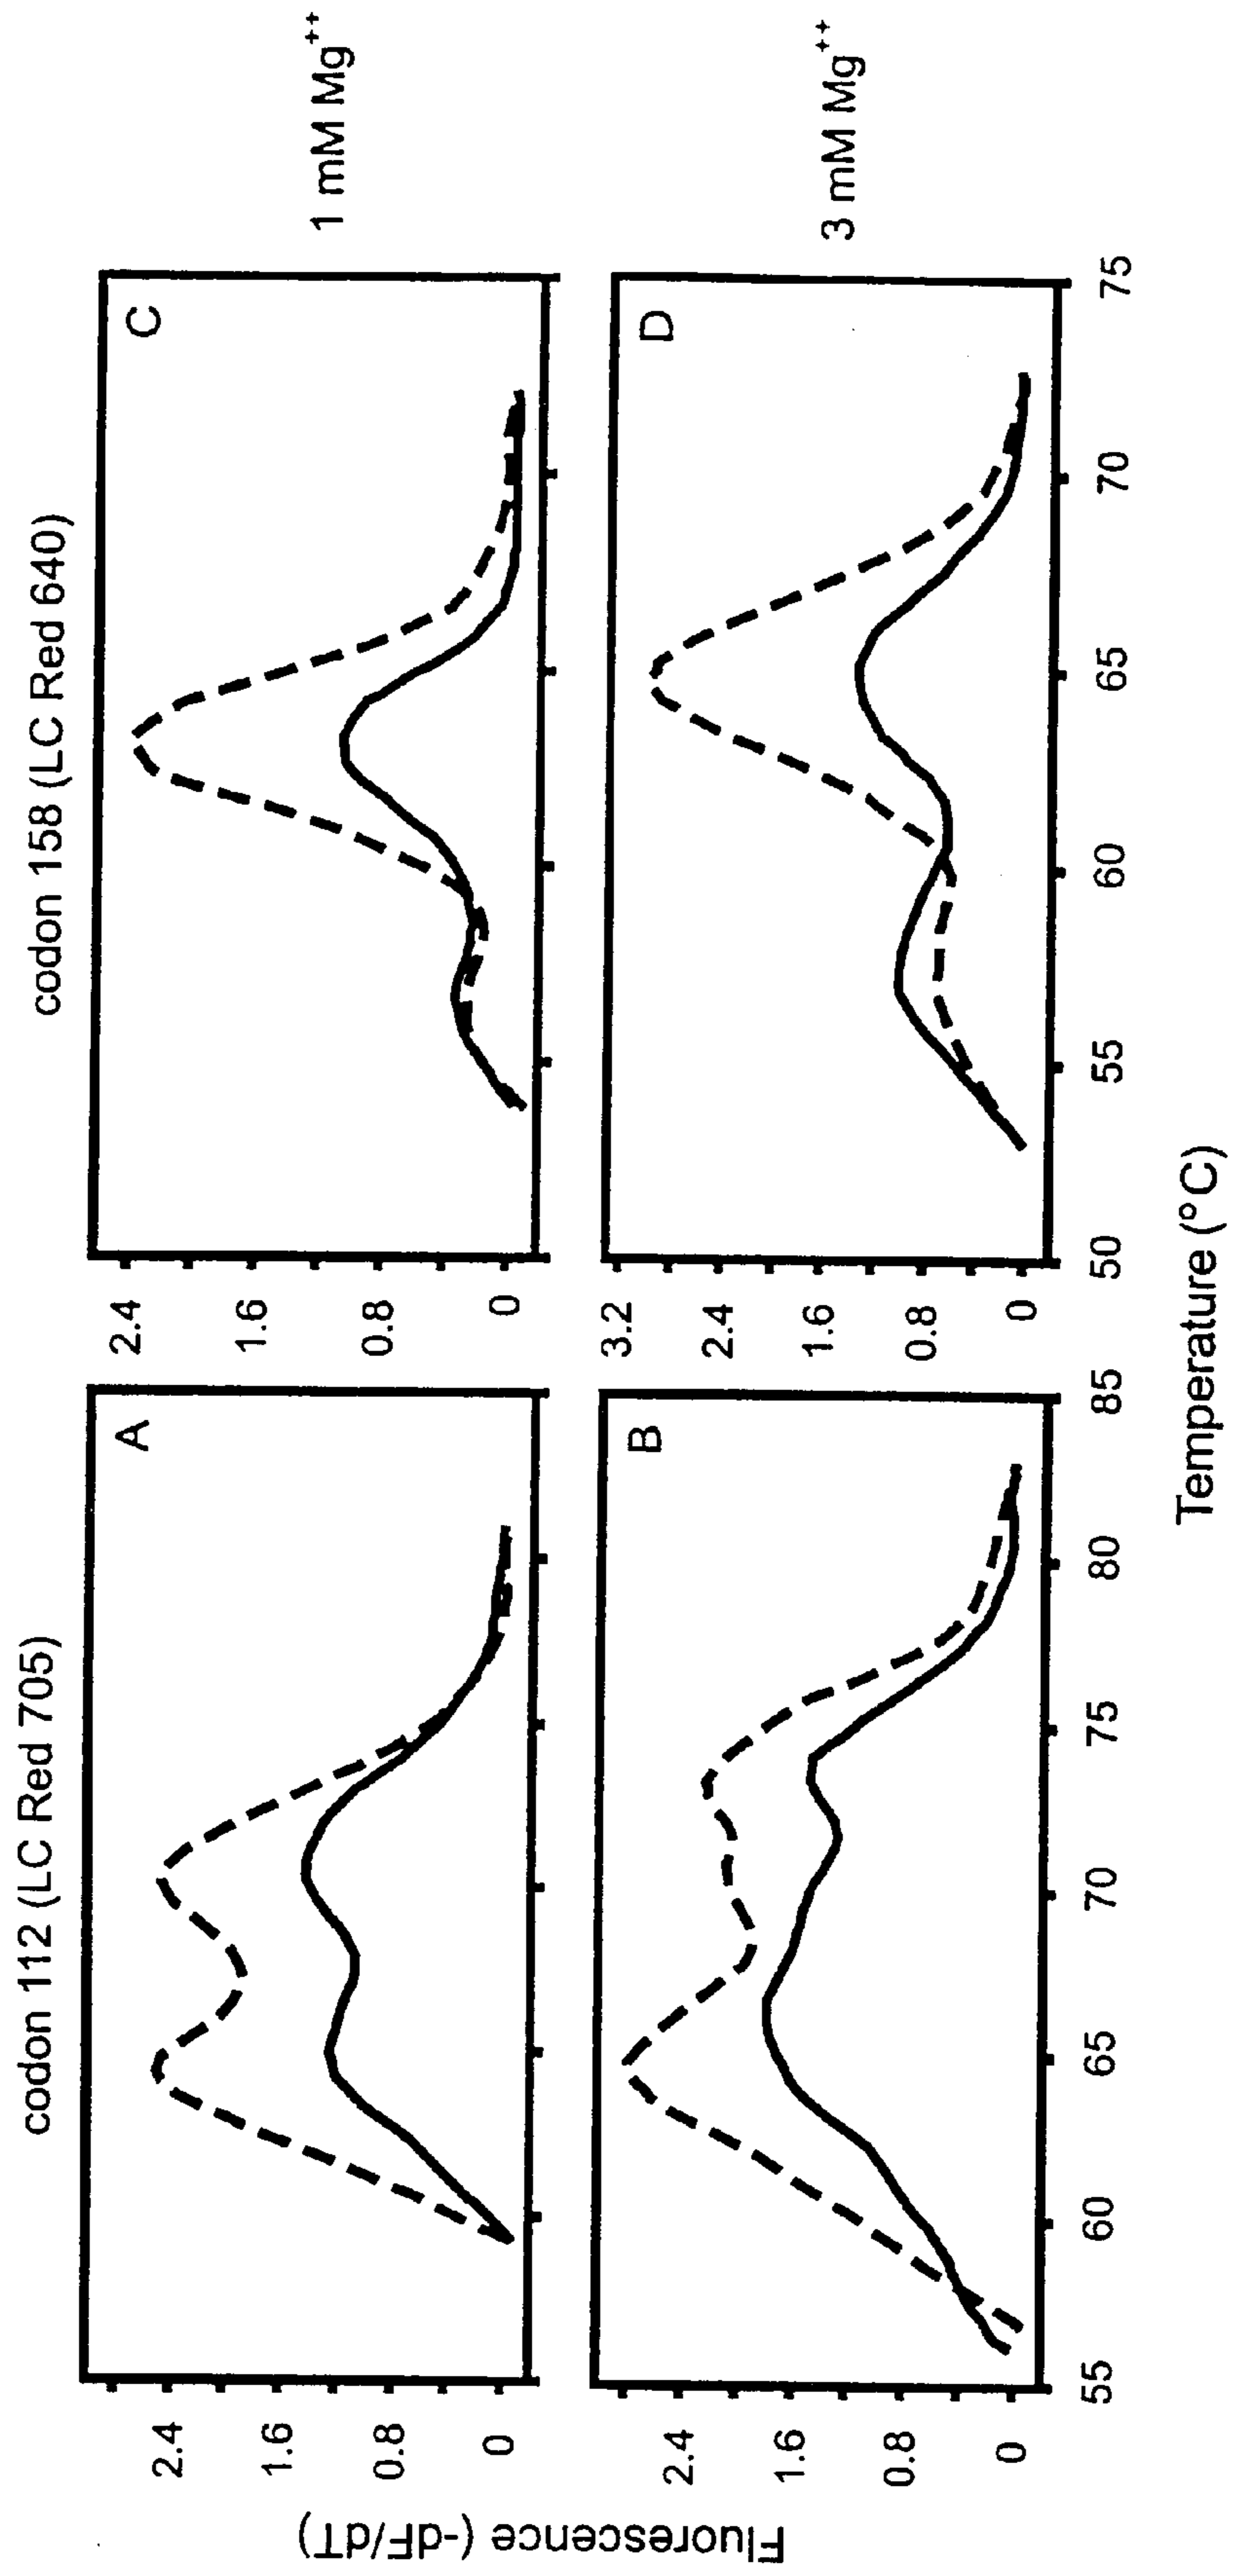 codon 112 (LC Red 705)
codon 158 (LC Red 640)
A
2.4
1.6
0.8
0
C
2.4
1.6
0.8
0
1 mM Mg++
B
2.4
1.6
0.8
0
55 60 65 70 75 80 85
D
3.2
2.4
1.6
0.8
0
50 55 60 65 70 75
3 mM Mg++
Fluorescence (-dF/dT)
Temperature (°C)